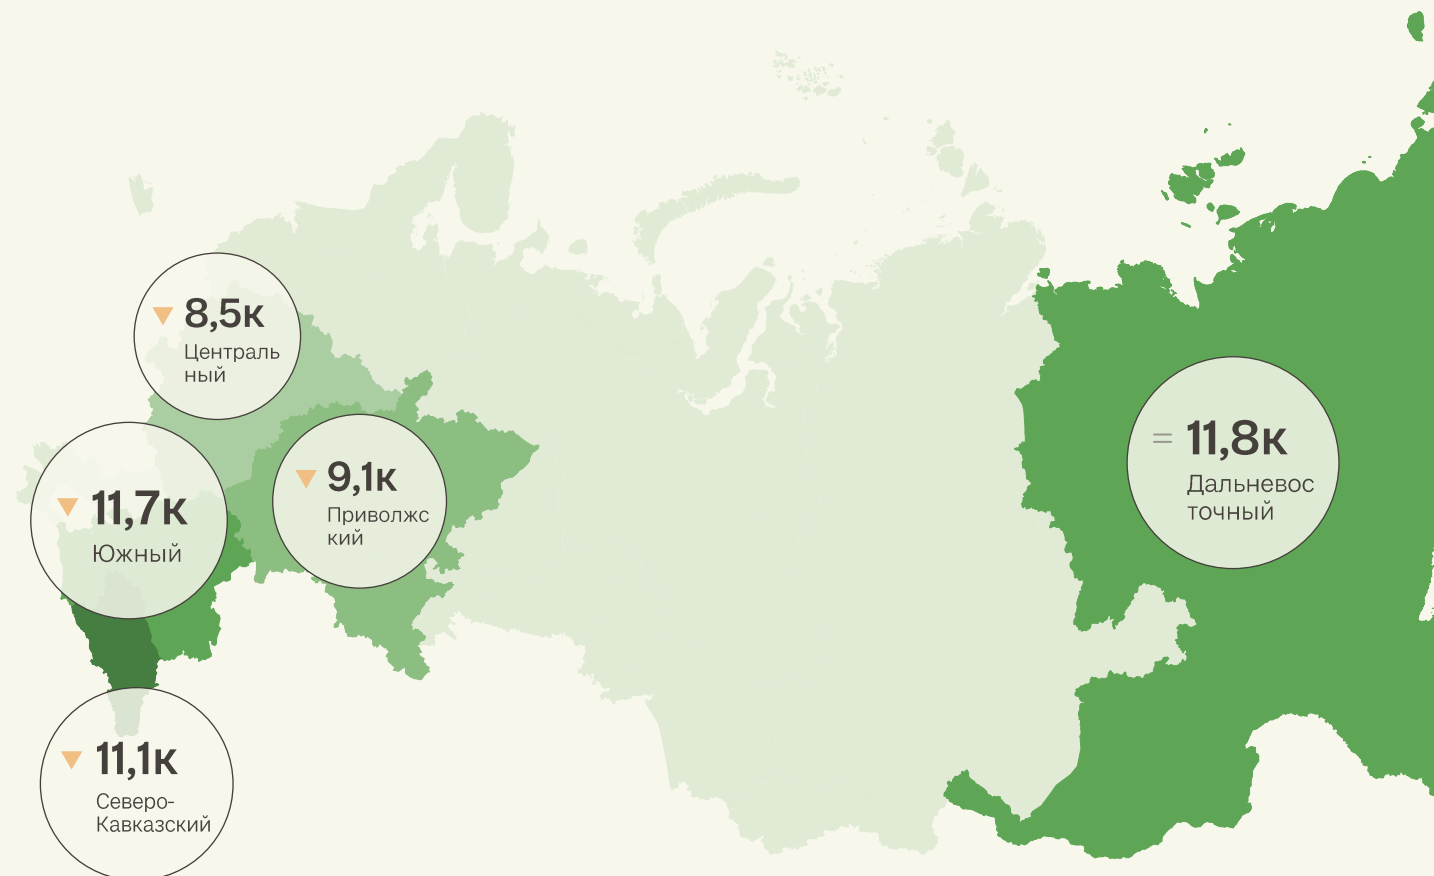 8,5к
Централь
ный
11,7к
Южный
9,1к
Приволжс
кий
11,8к
Дальневос
точный
11,1к
Северо-
Кавказский